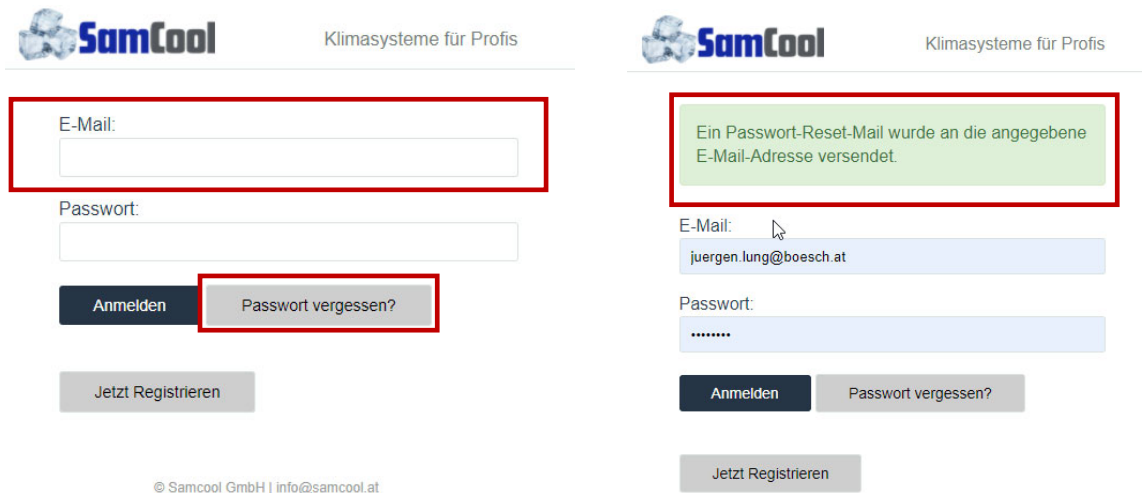 SamCool
Klimasysteme für Profis
E-Mail:
Passwort:
Anmelden
Passwort vergessen?
Jetzt Registrieren
© Samcool GmbH | info@samcool.at
SamCool
Klimasysteme für Profis
Ein Passwort-Reset-Mail wurde an die angegebene
E-Mail-Adresse versendet.
E-Mail:
juergen.lung@boesch.at
Passwort:
••••••••
Anmelden
Passwort vergessen?
Jetzt Registrieren